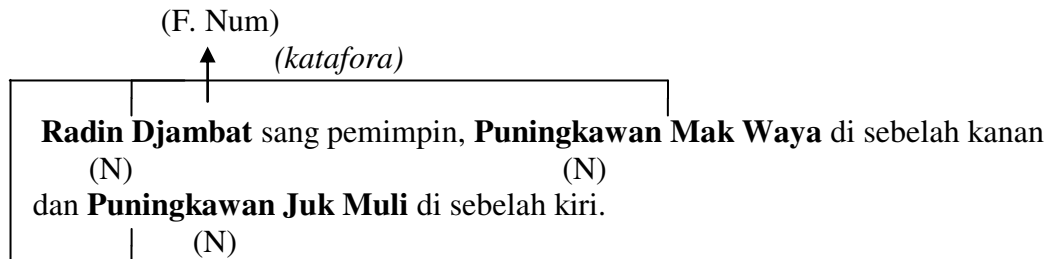 (F. Num)
(katafora)
Radin Djambat sang pemimpin, Puningkawan Mak Waya di sebelah kanan
(N) (N)
dan Puningkawan Juk Muli di sebelah kiri.
(N)